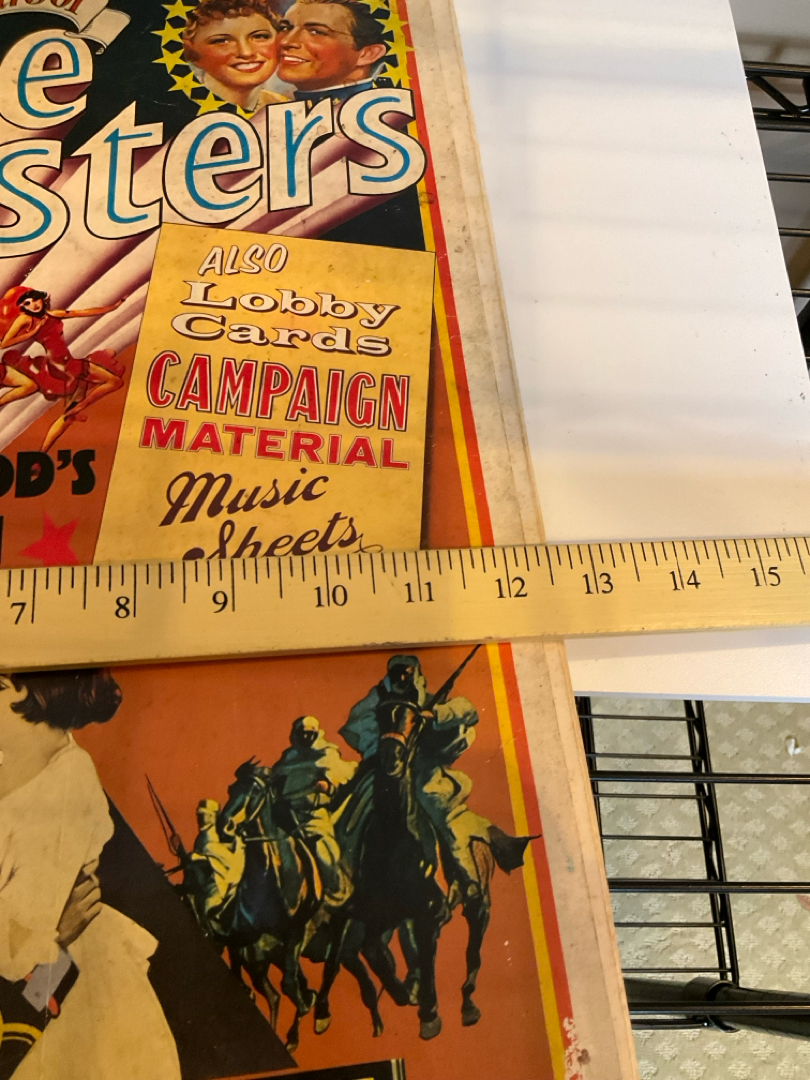 e
sters
ALSO
Lobby
Cards
CAMPAIGN
MATERIAL
Music
Sheets
OD'S
7 8 9 10 11 12 13 14 15